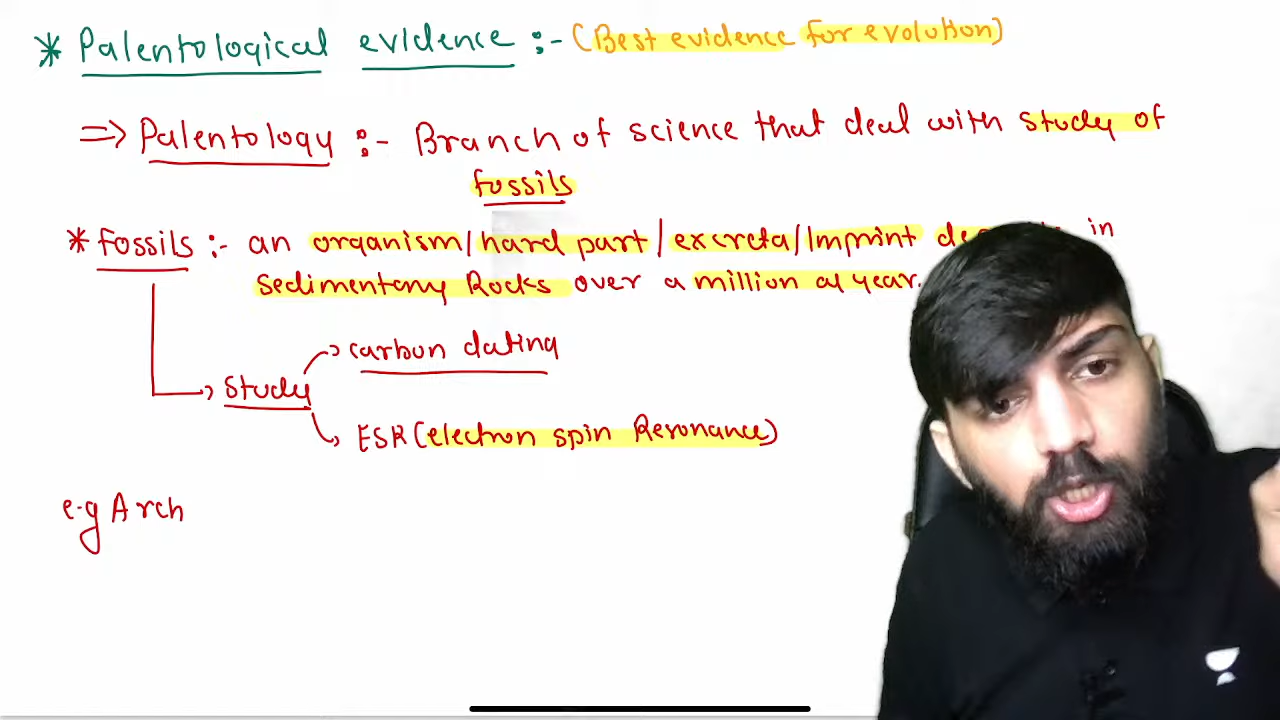 * Palentological evidence :- (Best evidence for evolution)
⇒ Palentology :- Branch of science that deal with study of
fossils
* fossils :- an organism/hard part/excreta/Imprint in
sedimentary Rocks over a million of year.
→ study → carbon dating
→ ESR (electron spin Resonance)
e.g Arch